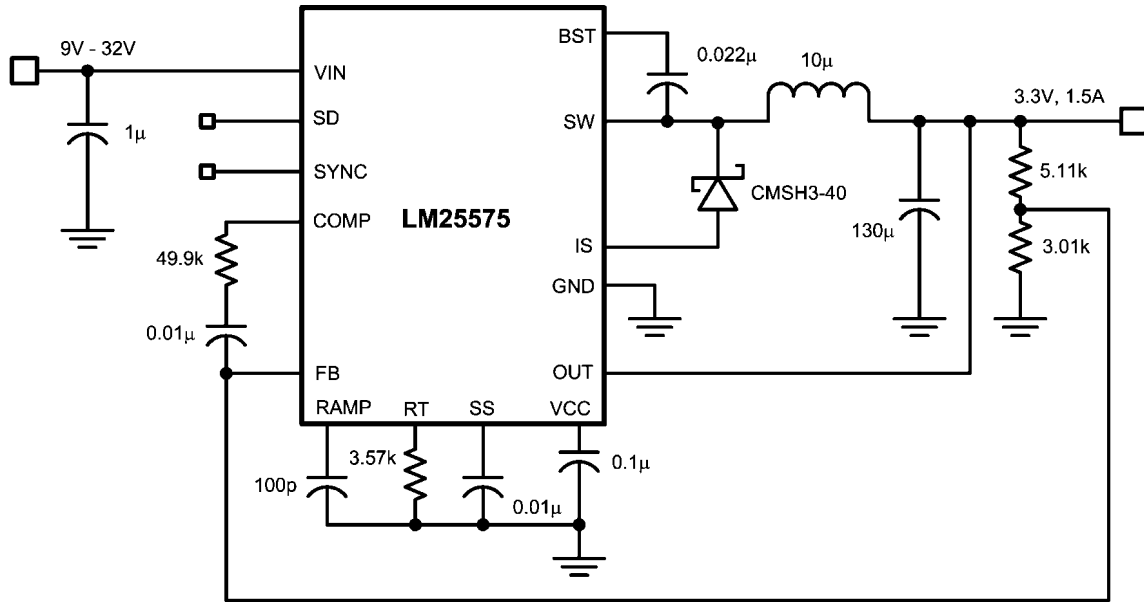 9V - 32V
1μ
VIN
SD
SYNC
COMP
49.9k
0.01μ
FB
RAMP
RT
SS
VCC
LM25575
BST
SW
IS
GND
OUT
0.022μ
10μ
3.3V, 1.5A
CMSH3-40
130μ
5.11k
3.01k
100p
3.57k
0.01μ
0.1μ